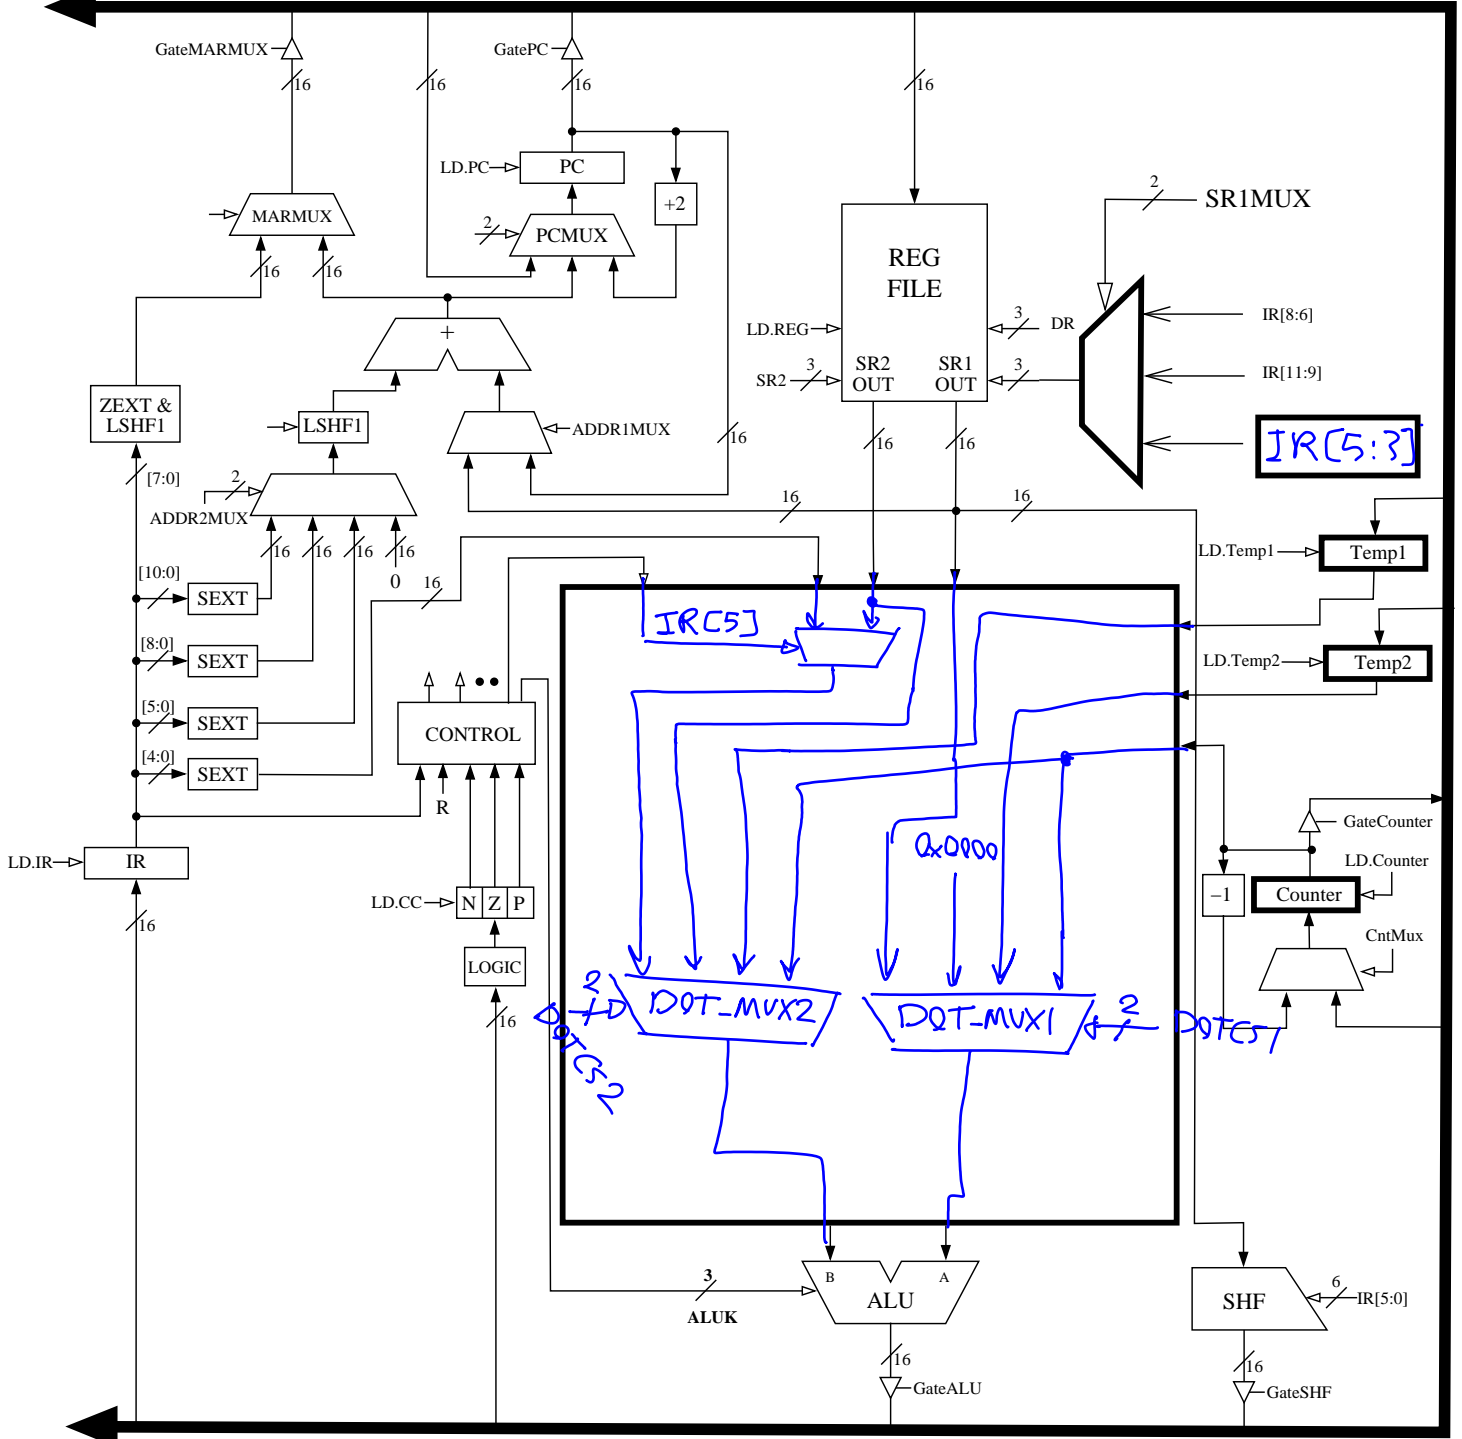 GateMARMUX
16
16
GatePC
16
16
LD.PC
PC
+2
2
SR1MUX
MARMUX
2
PCMUX
REG
FILE
16
16
IR[8:6]
+
LD.REG
3
DR
SR2
3
SR2
OUT
SR1
OUT
3
IR[11:9]
ZEXT &
LSHF1
LSHF1
ADDR1MUX
16
16
16
IR[5:3]
[7:0]
2
ADDR2MUX
16
16
16
16
16
16
0
LD.Temp1
Temp1
[10:0]
SEXT
16
IR[5]
[8:0]
SEXT
LD.Temp2
Temp2
[5:0]
SEXT
CONTROL
[4:0]
SEXT
R
GateCounter
0x0000
LD.IR
IR
LD.Counter
LD.CC
N Z P
−1
Counter
16
CntMux
LOGIC
2
DOT_MUX2
DOT_MUX1
2
DOTCS1
DOTCS2
16
3
ALUK
B
A
ALU
SHF
6
IR[5:0]
16
16
GateALU
GateSHF